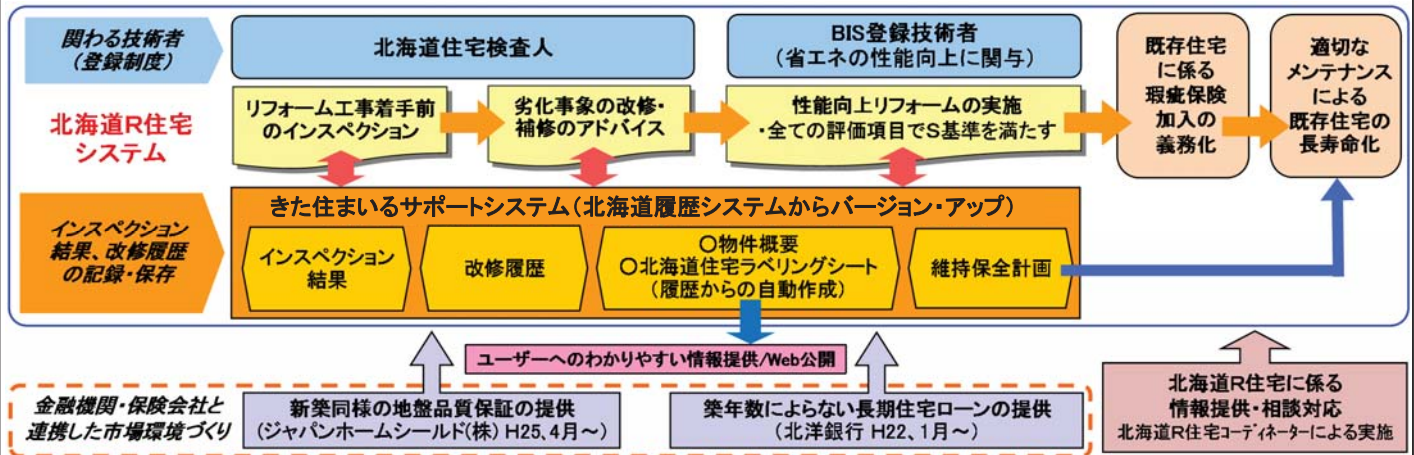 関わる技術者
(登録制度)
北海道住宅検査人
BIS登録技術者
(省エネの性能向上に関与)
既存住宅
に係る
瑕疵保険
加入の
義務化
適切な
メンテナンス
による
既存住宅の
長寿命化
北海道R住宅
システム
リフォーム工事着手前
のインスペクション
劣化事象の改修・
補修のアドバイス
性能向上リフォームの実施
・全ての評価項目でS基準を満たす
インスペクション
結果、改修履歴
の記録・保存
きた住まいるサポートシステム(北海道履歴システムからバージョン・アップ)
インスペクション
結果
改修履歴
○物件概要
○北海道住宅ラベリングシート
(履歴からの自動作成)
維持保全計画
ユーザーへのわかりやすい情報提供/Web公開
金融機関・保険会社と
連携した市場環境づくり
新築同様の地盤品質保証の提供
(ジャパンホームシールド(株) H25、4月~)
築年数によらない長期住宅ローンの提供
(北洋銀行 H22、1月~)
北海道R住宅に係る
情報提供・相談対応
北海道R住宅コーディネーターによる実施